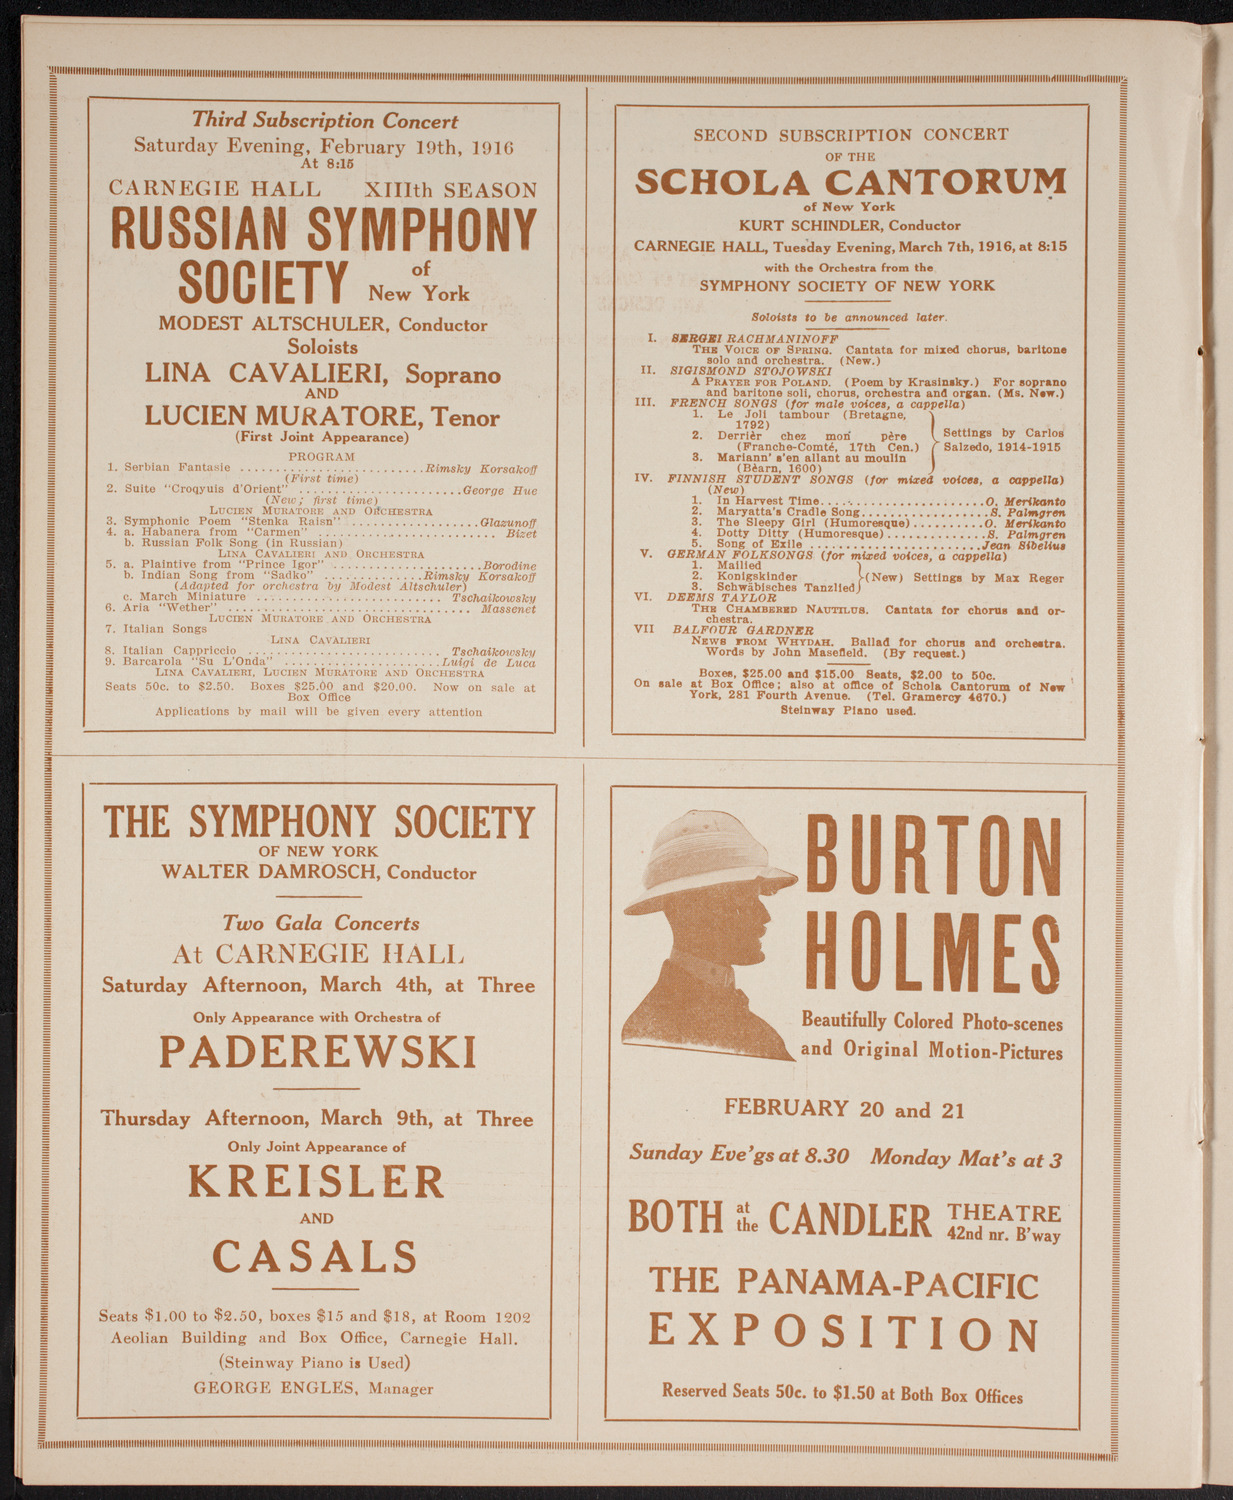 Third Subscription Concert
Saturday Evening, February 19th, 1916
At 8:15
CARNEGIE HALL XIIIth SEASON
RUSSIAN SYMPHONY
SOCIETY of
New York
MODEST ALTSCHULER, Conductor
Soloists
LINA CAVALIERI, Soprano
AND
LUCIEN MURATORE, Tenor
(First Joint Appearance)
PROGRAM
1. Serbian Fantasie ..........................Rimsky Korsakoff
(First time)
2. Suite "Croqyuis d'Orient" .......................George Hue
(New; first time)
LUCIEN MURATORE AND ORCHESTRA
3. Symphonic Poem "Stenka Raisn" ...................Glazunoff
4. a. Habanera from "Carmen" ......................... Bizet
b. Russian Folk Song (in Russian)
LINA CAVALIERI AND ORCHESTRA
5. a. Plaintive from "Prince Igor" .....................Borodine
b. Indian Song from "Sadko" ..............Rimsky Korsakoff
(Adapted for orchestra by Modest Altschuler)
c. March Miniature .......................... Tschaikowsky
6. Aria "Wether" .................................. Massenet
LUCIEN MURATORE AND ORCHESTRA
7. Italian Songs
LINA CAVALIERI
8. Italian Cappriccio ........................... Tschaikowsky
9. Barcarola "Su L'Onda" ......................Luigi de Luca
LINA CAVALIERI, LUCIEN MURATORE AND ORCHESTRA
Seats 50c. to $2.50. Boxes $25.00 and $20.00. Now on sale at
Box Office
Applications by mail will be given every attention
SECOND SUBSCRIPTION CONCERT
OF THE
SCHOLA CANTORUM
of New York
KURT SCHINDLER, Conductor
CARNEGIE HALL, Tuesday Evening, March 7th, 1916, at 8:15
with the Orchestra from the
SYMPHONY SOCIETY OF NEW YORK
Soloists to be announced later.
I. SERGEI RACHMANINOFF
THE VOICE OF SPRING. Cantata for mixed chorus, baritone
solo and orchestra. (New.)
II. SIGISMOND STOJOWSKI
A PRAYER FOR POLAND. (Poem by Krasinsky.) For soprano
and baritone soli, chorus, orchestra and organ. (Ms. New.)
III. FRENCH SONGS (for male voices, a cappella)
1. Le Joli tambour (Bretagne,
1792)
2. Derrièr chez mon père
(Franche-Comté, 17th Cen.)
3. Mariann' s'en allant au moulin
(Bèarn, 1600)
Settings by Carlos
Salzedo, 1914-1915
IV. FINNISH STUDENT SONGS (for mixed voices, a cappella)
(New)
1. In Harvest Time.....................O. Merikanto
2. Maryatta's Cradle Song................S. Palmgren
3. The Sleepy Girl (Humoresque)..........O. Merikanto
4. Dotty Ditty (Humoresque).............S. Palmgren
5. Song of Exile .......................Jean Sibelius
V. GERMAN FOLKSONGS (for mixed voices, a cappella)
1. Mailied
2. Konigskinder
3. Schwäbisches Tanzlied
(New) Settings by Max Reger
VI. DEEMS TAYLOR
THE CHAMBERED NAUTILUS. Cantata for chorus and or-
chestra.
VII BALFOUR GARDNER
NEWS FROM WHYDAH. Ballad for chorus and orchestra.
Words by John Masefield. (By request.)
Boxes, $25.00 and $15.00 Seats, $2.00 to 50c.
On sale at Box Office; also at office of Schola Cantorum of New
York, 281 Fourth Avenue. (Tel. Gramercy 4670.)
Steinway Piano used.
THE SYMPHONY SOCIETY
OF NEW YORK
WALTER DAMROSCH, Conductor
Two Gala Concerts
At CARNEGIE HALL
Saturday Afternoon, March 4th, at Three
Only Appearance with Orchestra of
PADEREWSKI
Thursday Afternoon, March 9th, at Three
Only Joint Appearance of
KREISLER
AND
CASALS
Seats $1.00 to $2.50, boxes $15 and $18, at Room 1202
Aeolian Building and Box Office, Carnegie Hall.
(Steinway Piano is Used)
GEORGE ENGLES, Manager
BURTON
HOLMES
Beautifully Colored Photo-scenes
and Original Motion-Pictures
FEBRUARY 20 and 21
Sunday Eve'gs at 8.30 Monday Mat's at 3
BOTH at the CANDLER THEATRE
42nd nr. B'way
THE PANAMA-PACIFIC
EXPOSITION
Reserved Seats 50c. to $1.50 at Both Box Offices